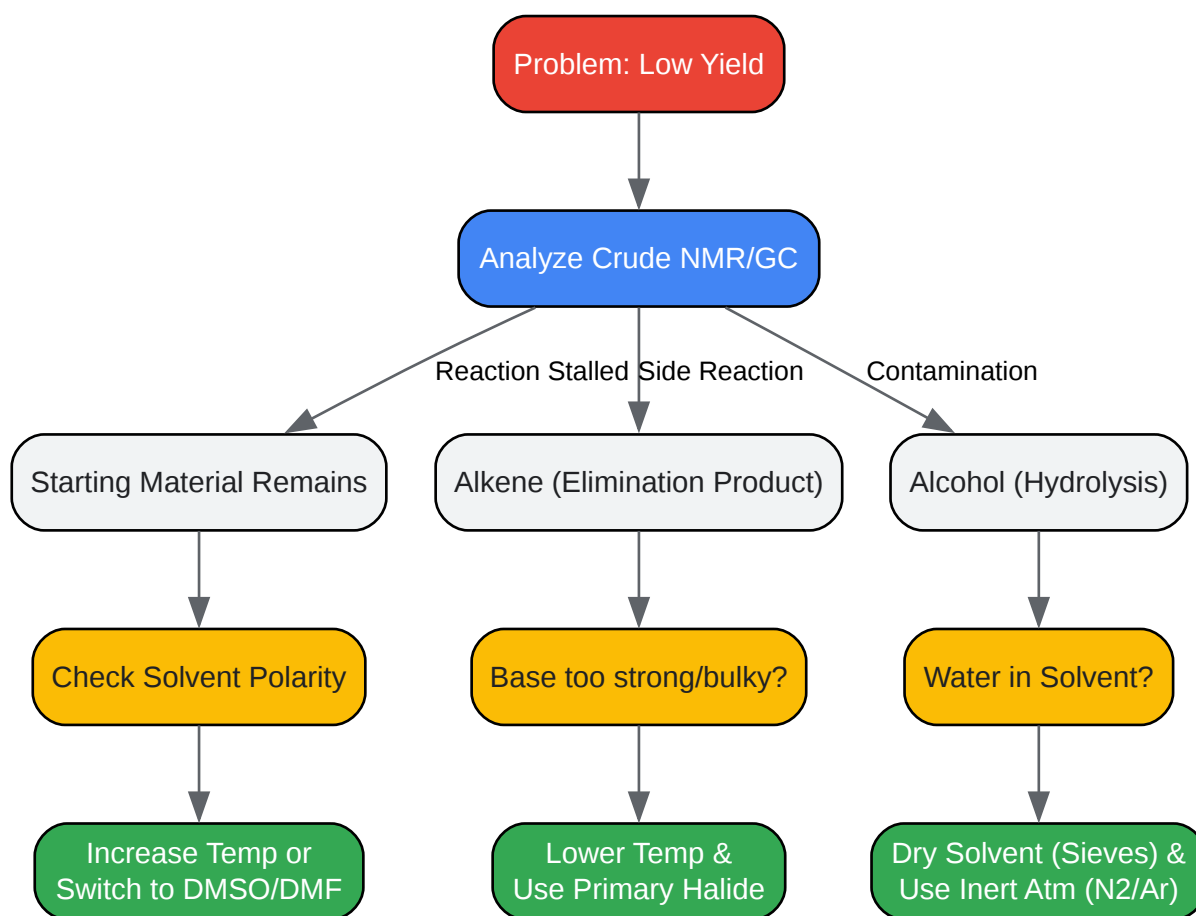 Problem: Low Yield
Analyze Crude NMR/GC
Reaction Stalled
Side Reaction
Contamination
Starting Material Remains
Alkene (Elimination Product)
Alcohol (Hydrolysis)
Check Solvent Polarity
Base too strong/bulky?
Water in Solvent?
Increase Temp or
Switch to DMSO/DMF
Lower Temp &
Use Primary Halide
Dry Solvent (Sieves) &
Use Inert Atm (N2/Ar)